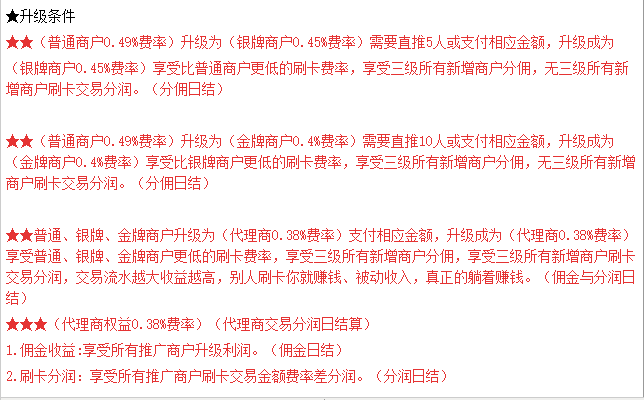 ★升级条件
★★（普通商户0.49%费率）升级为（银牌商户0.45%费率）需要直推5人或支付相应金额，升级成为
（银牌商户0.45%费率）享受比普通商户更低的刷卡费率，享受三级所有新增商户分佣，无三级所有新
增商户刷卡交易分润。（分佣日结）
★★（普通商户0.49%费率）升级为（金牌商户0.4%费率）需要直推10人或支付相应金额，升级成为
（金牌商户0.4%费率）享受比银牌商户更低的刷卡费率，享受三级所有新增商户分佣，无三级所有新增
商户刷卡交易分润。（分佣日结）
★★普通、银牌、金牌商户升级为（代理商0.38%费率）支付相应金额，升级成为（代理商0.38%费率）
享受普通、银牌、金牌商户更低的刷卡费率，享受三级所有新增商户分佣，享受三级所有新增商户刷卡
交易分润，交易流水越大收益越高，别人刷卡你就赚钱、被动收入，真正的躺着赚钱。（佣金与分润日
结）
★★★（代理商权益0.38%费率）（代理商交易分润日结算）
1.佣金收益:享受所有推广商户升级利润。（佣金日结）
2.刷卡分润：享受所有推广商户刷卡交易金额费率差分润。（分润日结）